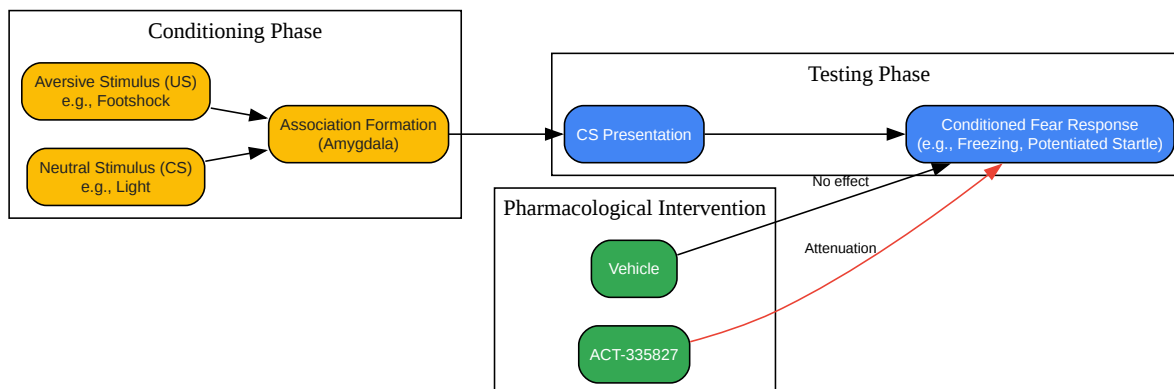 Conditioning Phase
Aversive Stimulus (US)
e.g., Footshock
Neutral Stimulus (CS)
e.g., Light
Association Formation
(Amygdala)
Testing Phase
CS Presentation
Conditioned Fear Response
(e.g., Freezing, Potentiated Startle)
No effect
Pharmacological Intervention
Vehicle
Attenuation
ACT-335827